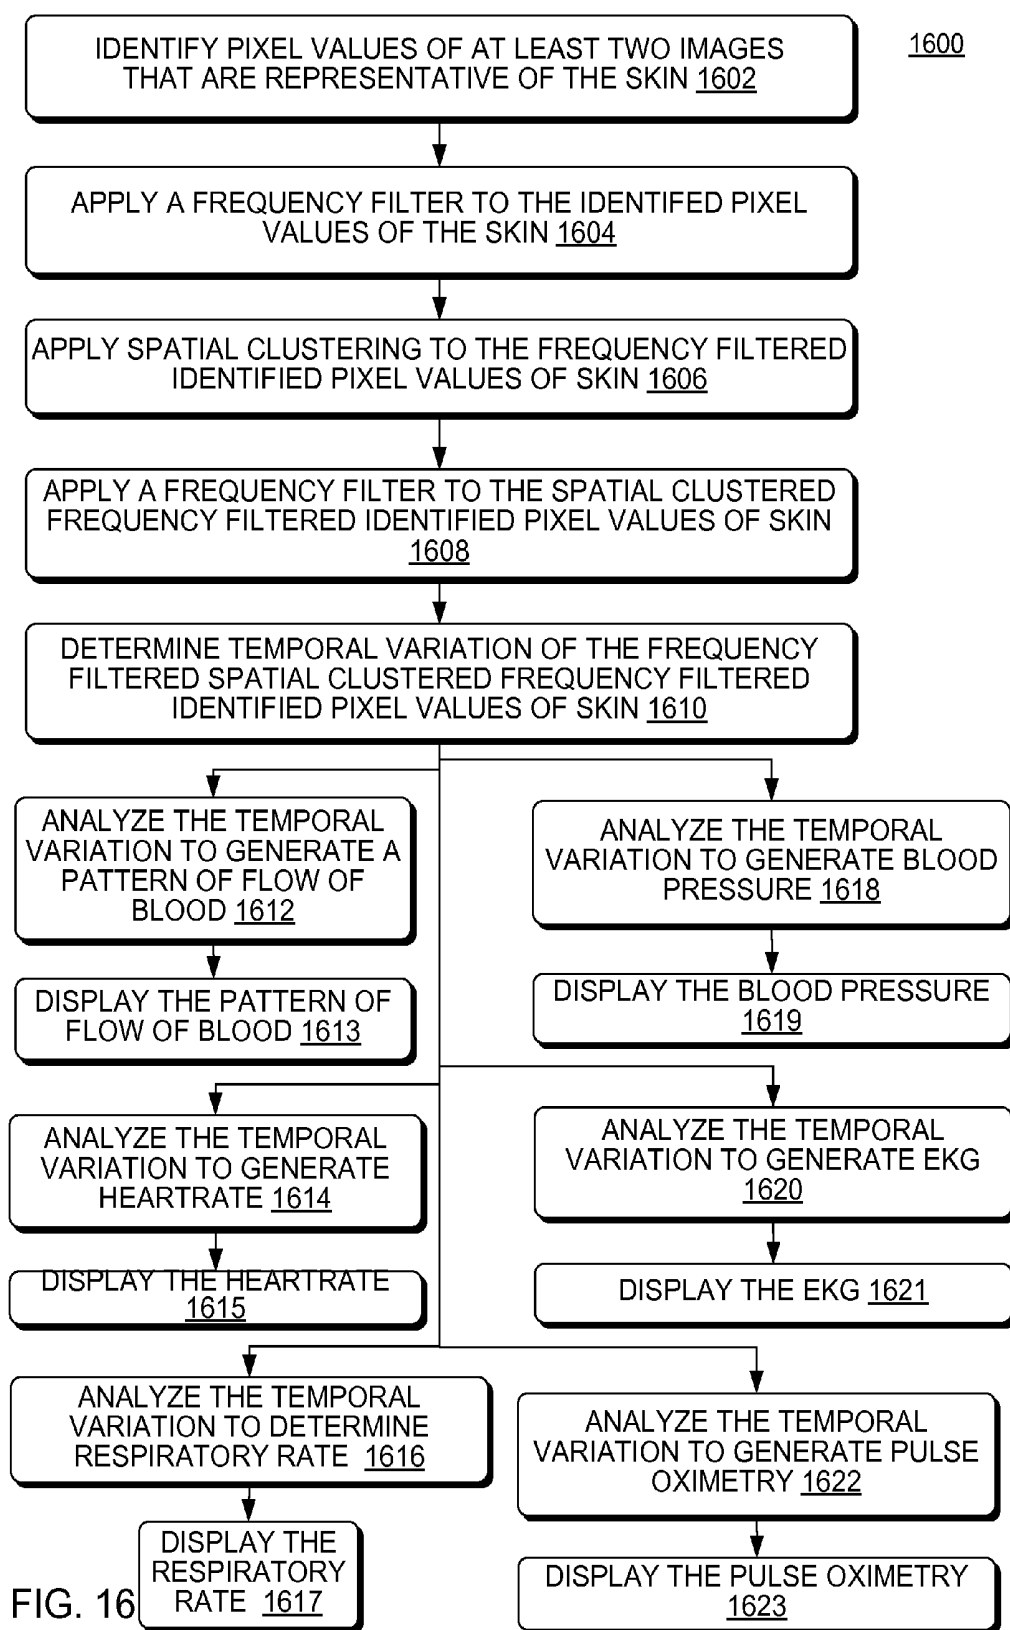 IDENTIFY PIXEL VALUES OF AT LEAST TWO IMAGES
THAT ARE REPRESENTATIVE OF THE SKIN 1602
1600
APPLY A FREQUENCY FILTER TO THE IDENTIFED PIXEL
VALUES OF THE SKIN 1604
APPLY SPATIAL CLUSTERING TO THE FREQUENCY FILTERED
IDENTIFIED PIXEL VALUES OF SKIN 1606
APPLY A FREQUENCY FILTER TO THE SPATIAL CLUSTERED
FREQUENCY FILTERED IDENTIFIED PIXEL VALUES OF SKIN
1608
DETERMINE TEMPORAL VARIATION OF THE FREQUENCY
FILTERED SPATIAL CLUSTERED FREQUENCY FILTERED
IDENTIFIED PIXEL VALUES OF SKIN 1610
ANALYZE THE TEMPORAL
VARIATION TO GENERATE A
PATTERN OF FLOW OF
BLOOD 1612
DISPLAY THE PATTERN OF
FLOW OF BLOOD 1613
ANALYZE THE TEMPORAL
VARIATION TO GENERATE BLOOD
PRESSURE 1618
DISPLAY THE BLOOD PRESSURE
1619
ANALYZE THE TEMPORAL
VARIATION TO GENERATE
HEARTRATE 1614
DISPLAY THE HEARTRATE
1615
ANALYZE THE TEMPORAL
VARIATION TO GENERATE EKG
1620
DISPLAY THE EKG 1621
ANALYZE THE TEMPORAL
VARIATION TO DETERMINE
RESPIRATORY RATE 1616
DISPLAY THE
RESPIRATORY
RATE 1617
ANALYZE THE TEMPORAL
VARIATION TO GENERATE PULSE
OXIMETRY 1622
DISPLAY THE PULSE OXIMETRY
1623
FIG. 16